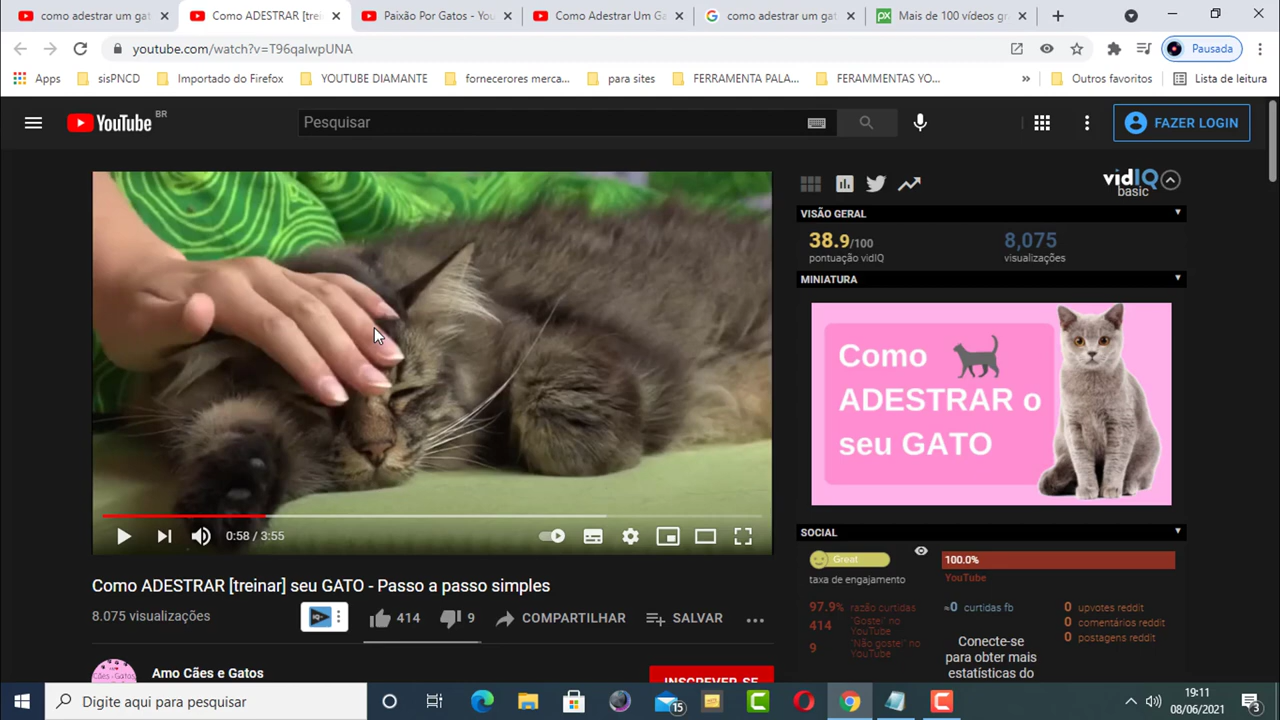 como adestrar um gat
Como ADESTRAR [trei
Paixão Por Gatos - You
Como Adestrar Um Ga
como adestrar um gat
Mais de 100 vídeos gr
youtube.com/watch?v=T96qaIwpUNA
Pausada
Apps
sisPNCD
Importado do Firefox
YOUTUBE DIAMANTE
fornecerores merca...
para sites
FERRAMENTA PALA...
FERAMMENTAS YO...
Outros favoritos
Lista de leitura
YouTube BR
Pesquisar
FAZER LOGIN
vidIQ
basic
VISÃO GERAL
38.9/100
pontuação vidIQ
8,075
visualizações
MINIATURA
Como
ADESTRAR o
seu GATO
0:58 / 3:55
SOCIAL
Great
taxa de engajamento
100.0%
YouTube
97.9% razão curtidas
414 "Goste!" no YouTube
9 "Não goste!" no YouTube
≈0 curtidas fb
0 upvotes reddit
0 comentários reddit
0 postagens reddit
Conecte-se
para obter mais
estatísticas do
Como ADESTRAR [treinar] seu GATO - Passo a passo simples
8.075 visualizações
414
9
COMPARTILHAR
SALVAR
Amo Cães e Gatos
INSCREVER-SE
Digite aqui para pesquisar
15
19:11
08/06/2021
3